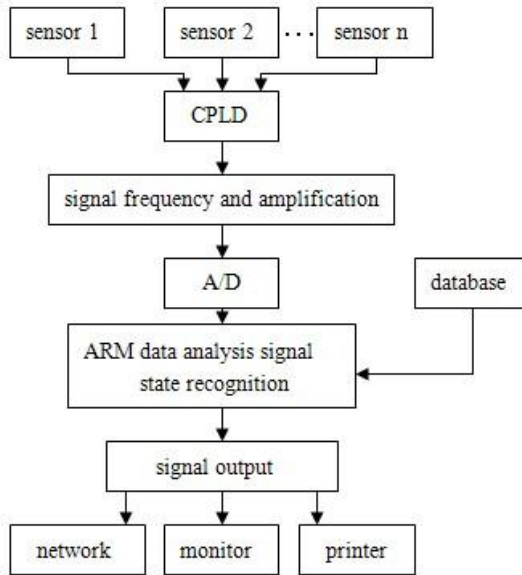 sensor 1
sensor 2
...
sensor n
CPLD
signal frequency and amplification
A/D
database
ARM data analysis signal
state recognition
signal output
network
monitor
printer